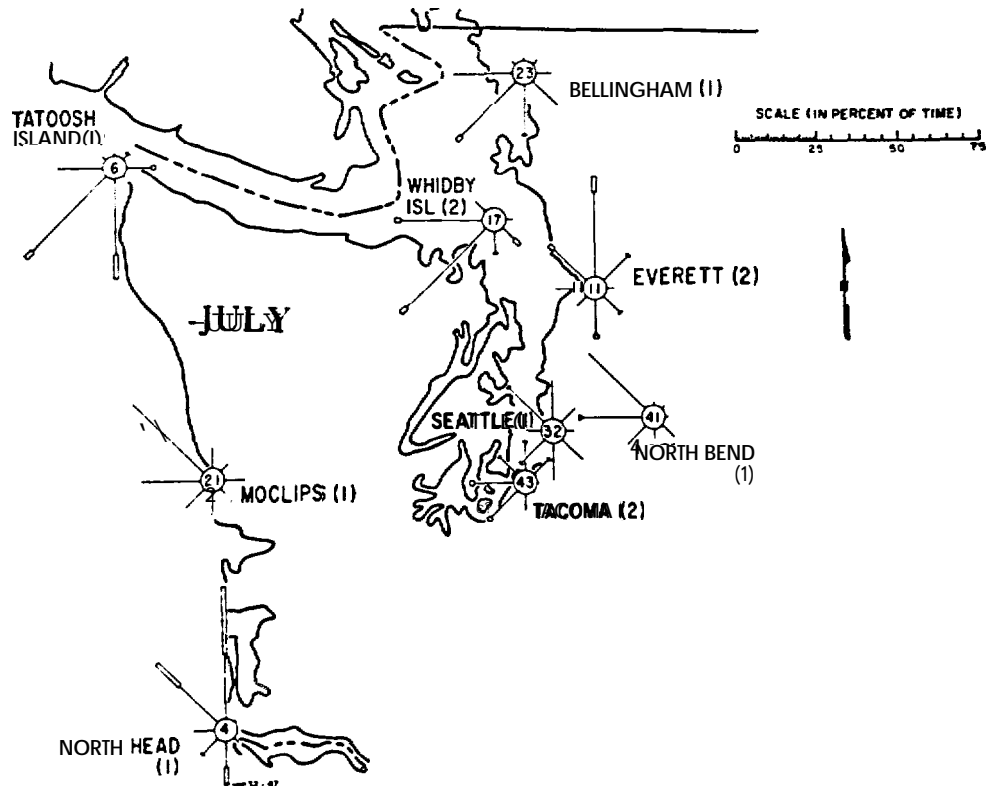 23
BELLINGHAM (1)
SCALE (IN PERCENT OF TIME)
0 25 50 75
TATOOSH
ISLAND(1)
6
WHIDBY
ISL (2)
17
EVERETT (2)
11
JULY
SEATTLE(1)
32
41
NORTH BEND
(1)
21
MOCLIPS (1)
43
TACOMA (2)
4
NORTH HEAD
(1)